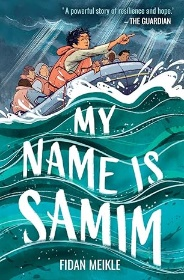 "A powerful story of resilience and hope."
– THE GUARDIAN
MY
NAME IS
SAMIM
FIDAN MEIKLE